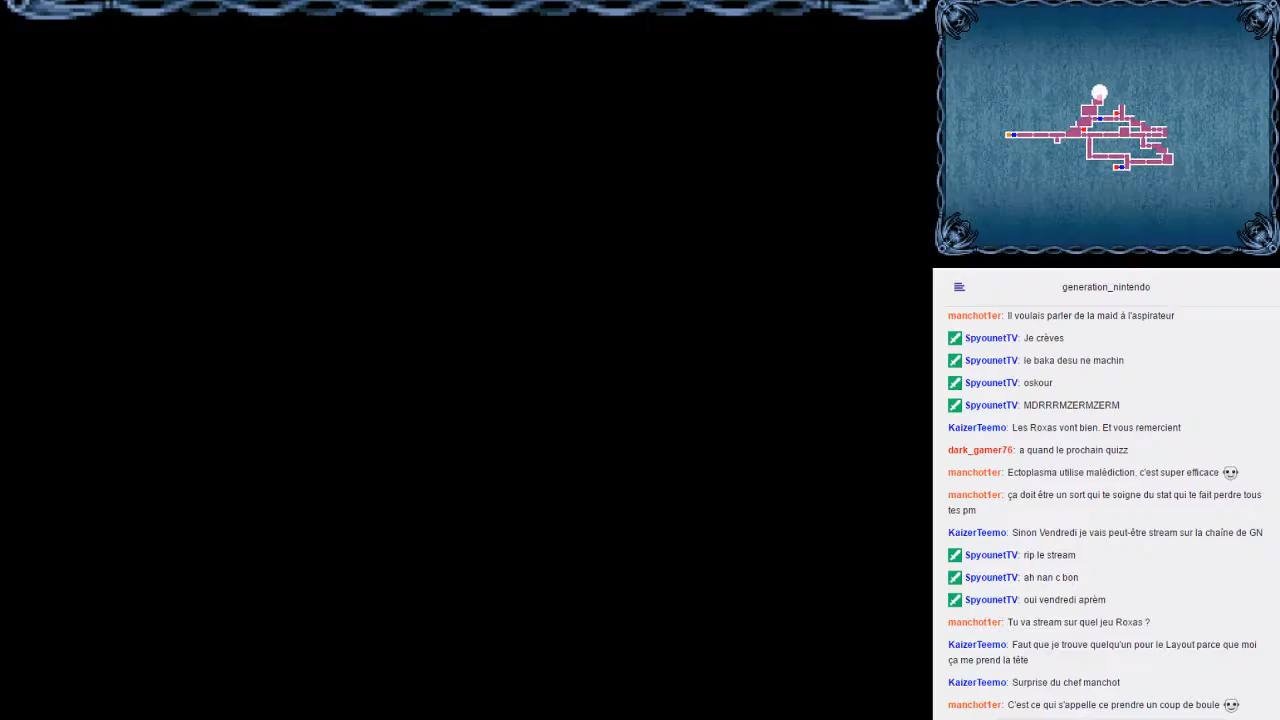 generation_nintendo
manchot1er: Il voulais parler de la maid à l'aspirateur
SpyounetTV: Je crèves
SpyounetTV: le baka desu ne machin
SpyounetTV: oskour
SpyounetTV: MDRRRMZERMZERM
KaizerTeemo: Les Roxas vont bien. Et vous remercient
dark_gamer76: a quand le prochain quizz
manchot1er: Ectoplasma utilise malédiction. c'est super efficace
manchot1er: ça doit être un sort qui te soigne du stat qui te fait perdre tous
tes pm
KaizerTeemo: Sinon Vendredi je vais peut-être stream sur la chaîne de GN
SpyounetTV: rip le stream
SpyounetTV: ah nan c bon
SpyounetTV: oui vendredi aprèm
manchot1er: Tu va stream sur quel jeu Roxas ?
KaizerTeemo: Faut que je trouve quelqu'un pour le Layout parce que moi
ça me prend la tête
KaizerTeemo: Surprise du chef manchot
manchot1er: C'est ce qui s'appelle ce prendre un coup de boule